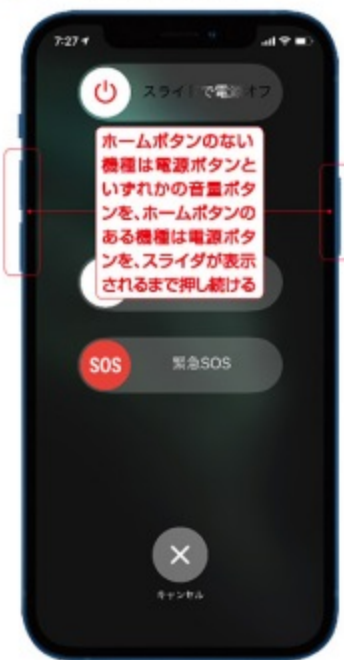 7:27
スライドで電源オフ
ホームボタンのない
機種は電源ボタンと
いずれかの音量ボタ
ンを、ホームボタンの
ある機種は電源ボタ
ンを、スライダが表示
されるまで押し続ける
SOS 緊急SOS
キャンセル